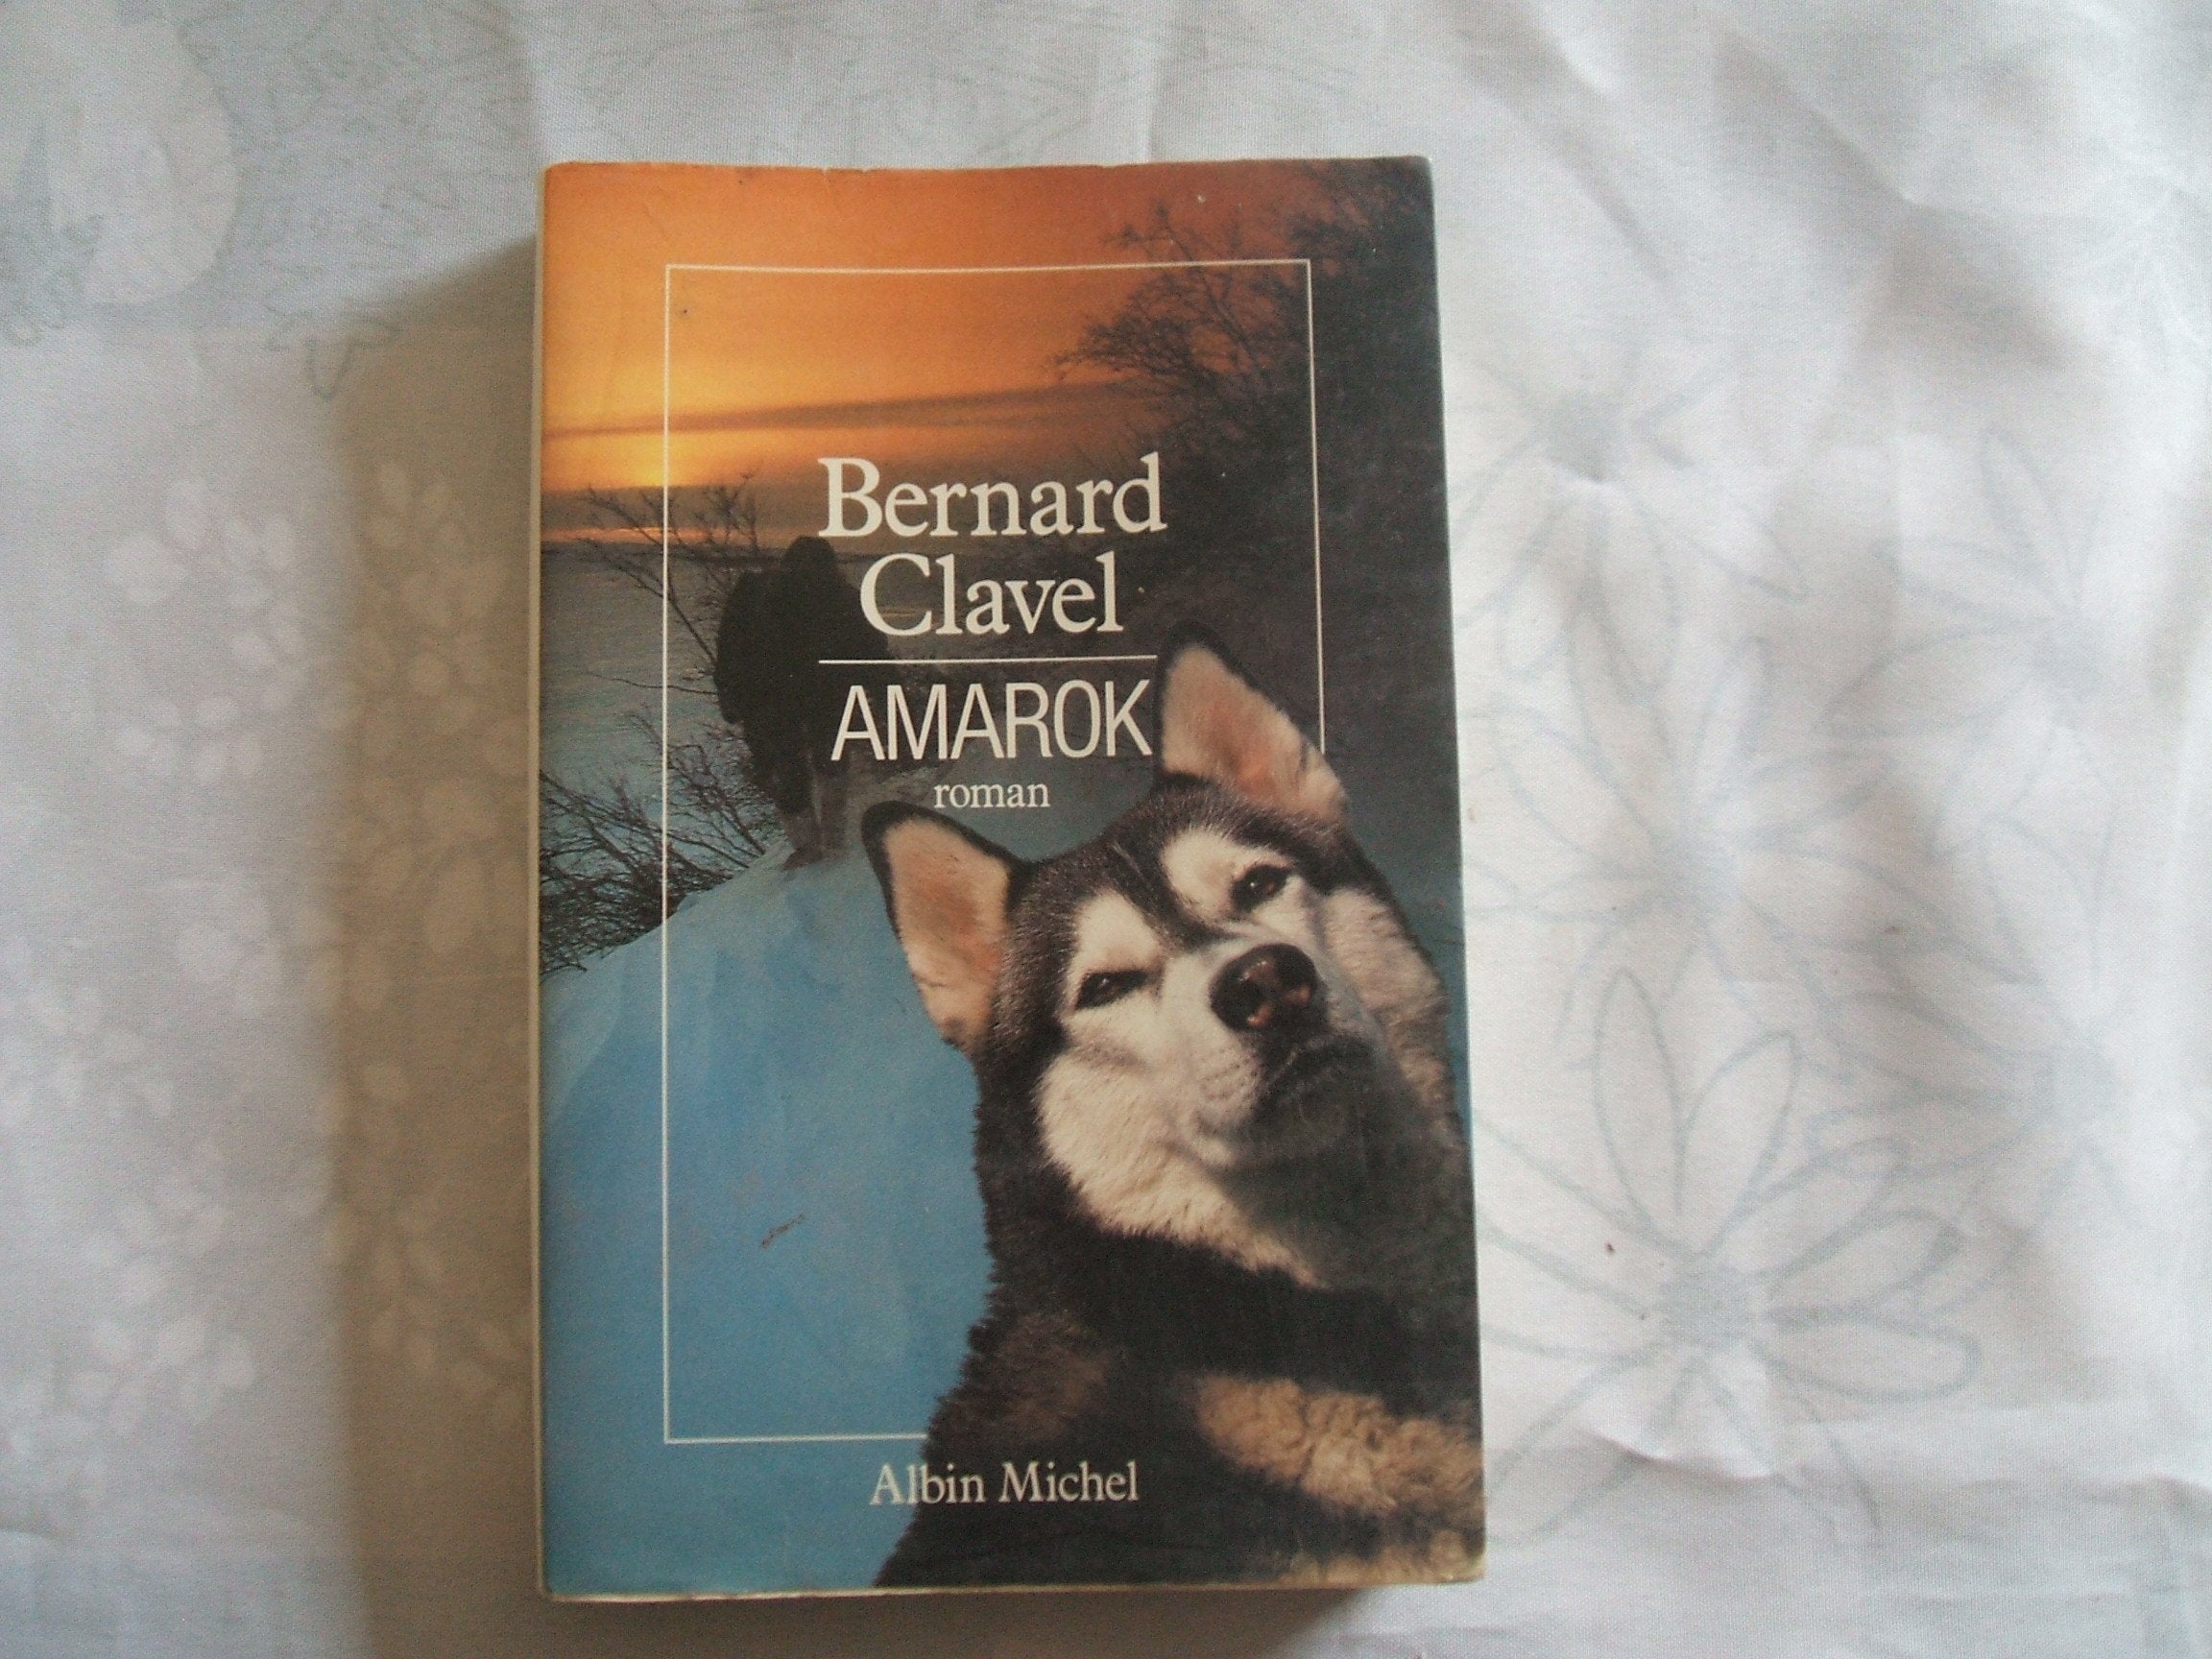 Bernard
Clavel
AMAROK
roman
Albin Michel